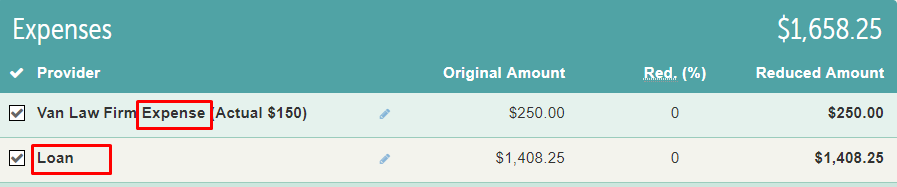 Expenses $1,658.25
✔ Provider Original Amount Red. (%) Reduced Amount
Van Law Firm Expense (Actual $150) $250.00 0 $250.00
Loan $1,408.25 0 $1,408.25